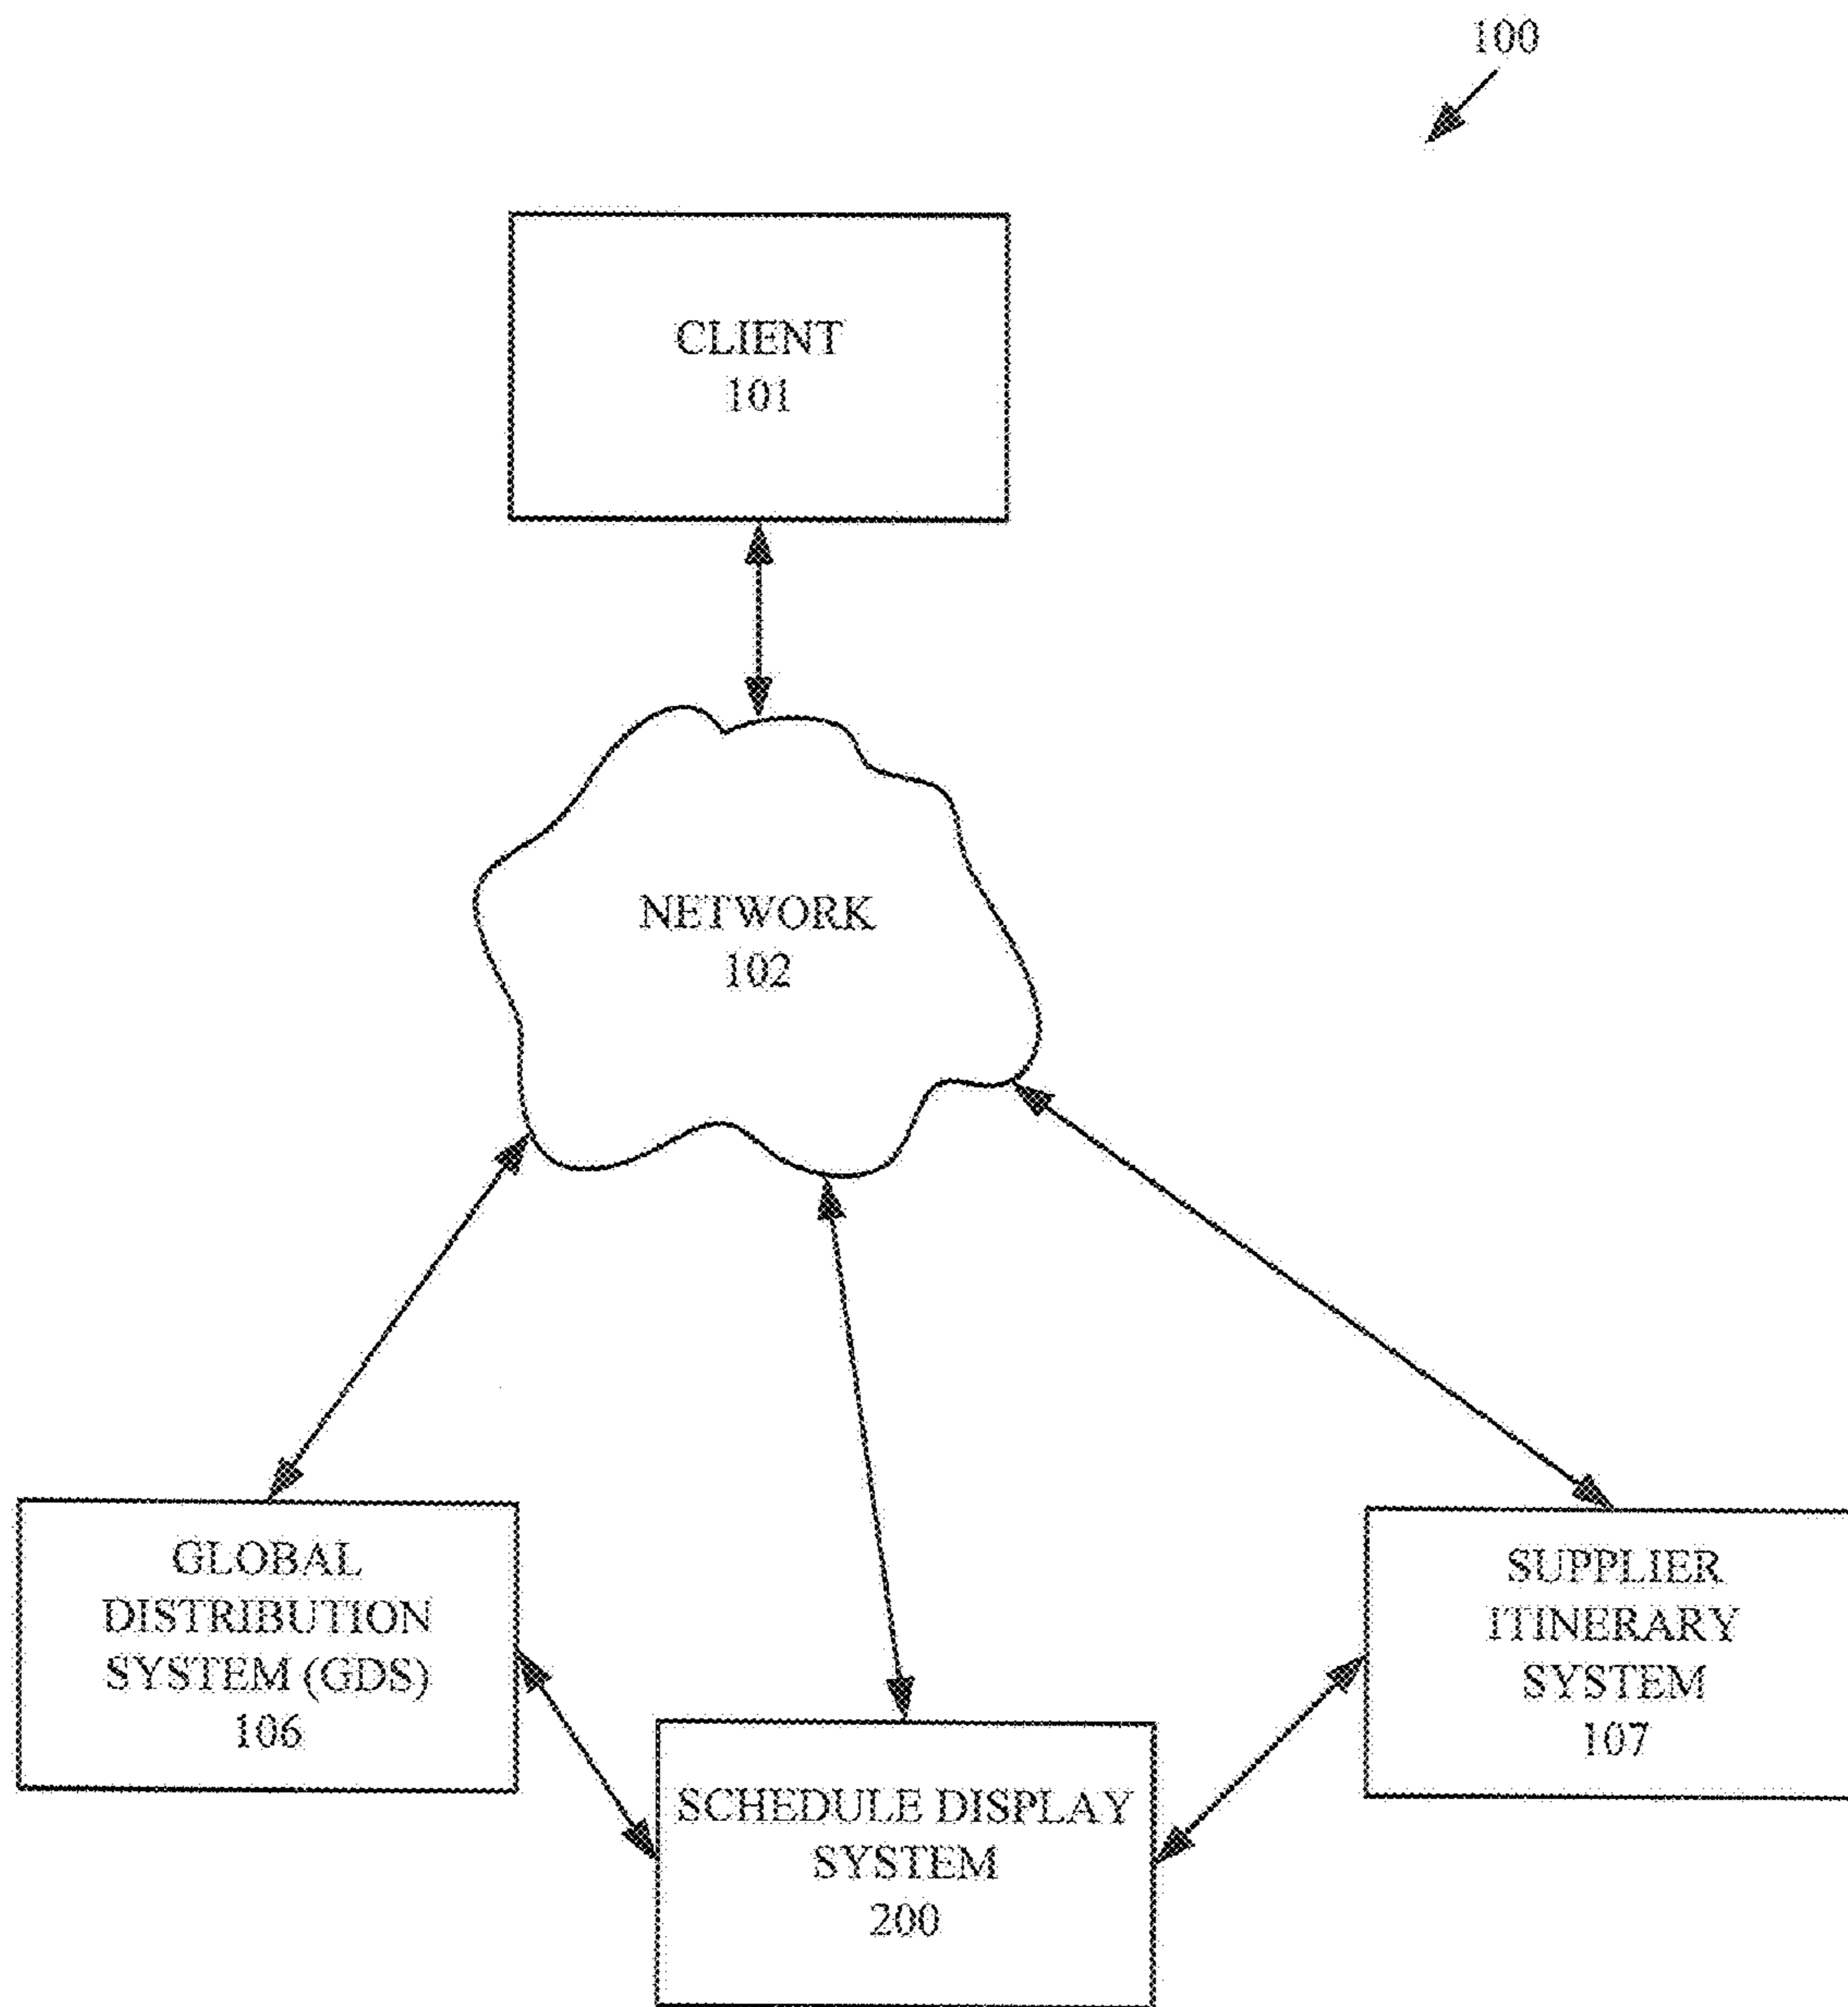 100
CLIENT
101
NETWORK
102
GLOBAL
DISTRIBUTION
SYSTEM (GDS)
106
SUPPLIER
ITINERARY
SYSTEM
107
SCHEDULE DISPLAY
SYSTEM
200